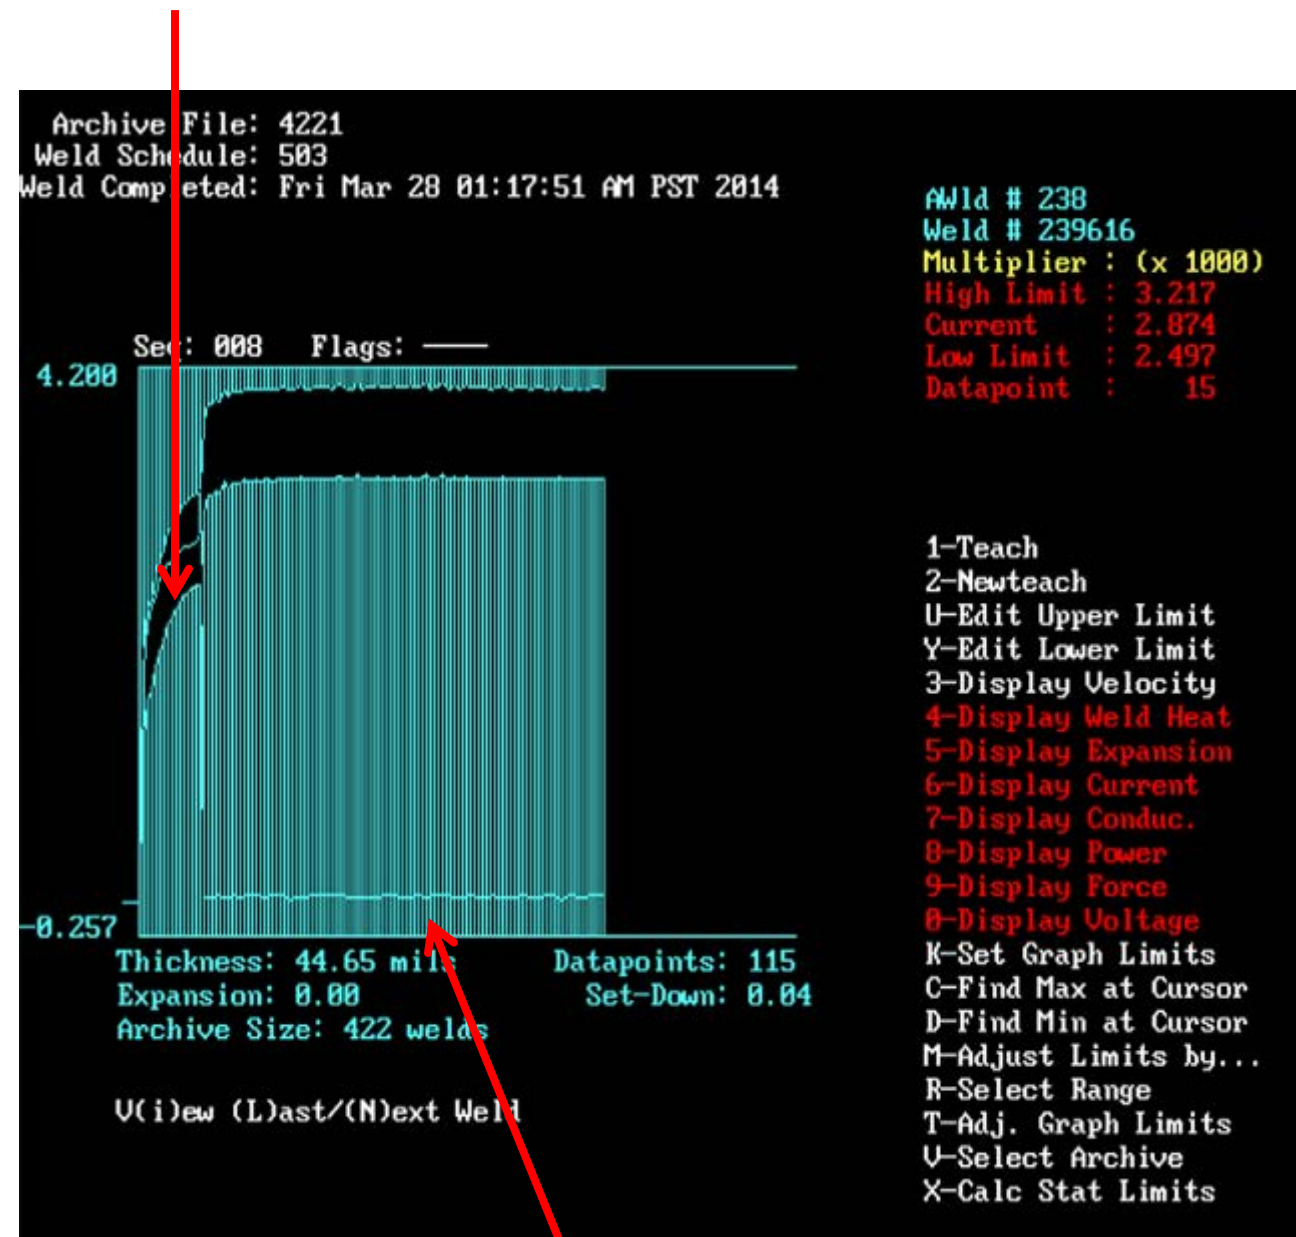 Archive File: 4221
Weld Schedule: 503
Weld Completed: Fri Mar 28 01:17:51 AM PST 2014
AWld # 238
Weld # 239616
Multiplier : (x 1000)
High Limit : 3.217
Current : 2.874
Low Limit : 2.497
Datapoint : 15
Seq: 008 Flags: ----
4.200
-0.257
Thickness: 44.65 mils Datapoints: 115
Expansion: 0.00 Set-Down: 0.04
Archive Size: 422 welds
V(i)ew (L)ast/(N)ext Weld
1-Teach
2-Newteach
U-Edit Upper Limit
Y-Edit Lower Limit
3-Display Velocity
4-Display Weld Heat
5-Display Expansion
6-Display Current
7-Display Conduc.
8-Display Power
9-Display Force
0-Display Voltage
K-Set Graph Limits
C-Find Max at Cursor
D-Find Min at Cursor
M-Adjust Limits by...
R-Select Range
T-Adj. Graph Limits
V-Select Archive
X-Calc Stat Limits